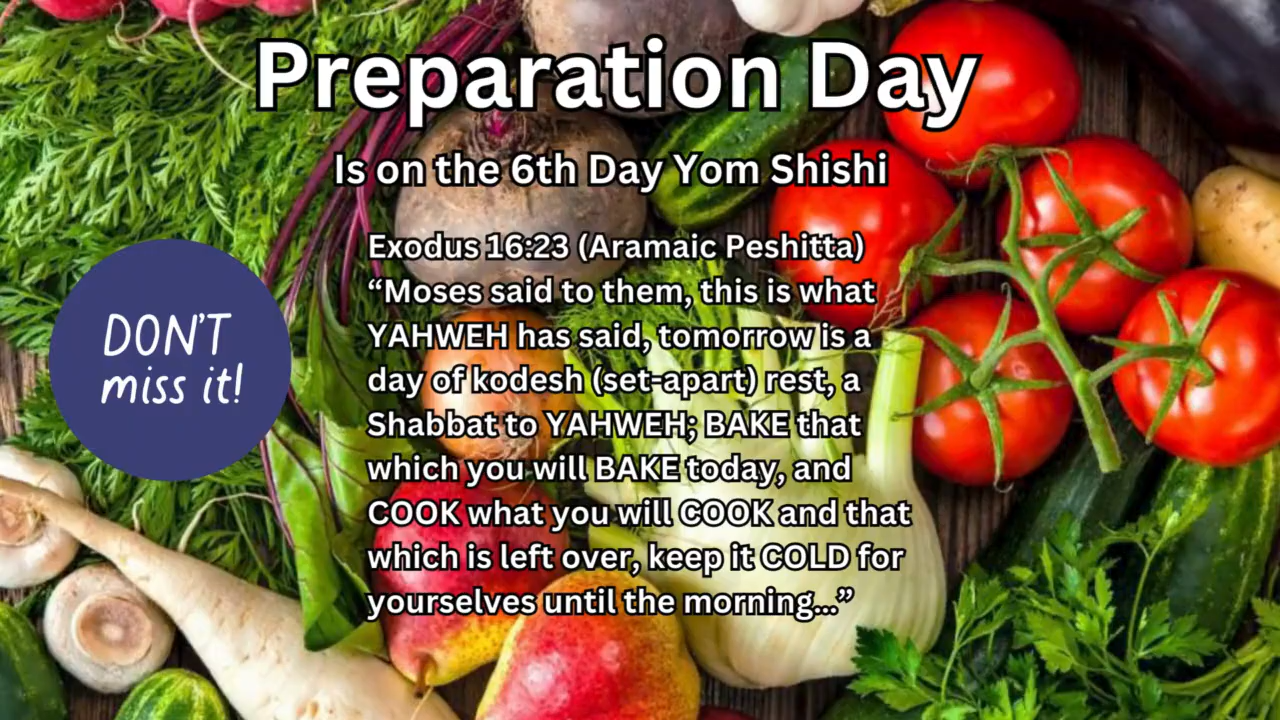 Preparation Day
Is on the 6th Day Yom Shishi
Exodus 16:23 (Aramaic Peshitta)
“Moses said to them, this is what
YAHWEH has said, tomorrow is a
day of kodesh (set-apart) rest, a
Shabbat to YAHWEH; BAKE that
which you will BAKE today, and
COOK what you will COOK and that
which is left over, keep it COLD for
yourselves until the morning...”
DON'T
miss it!